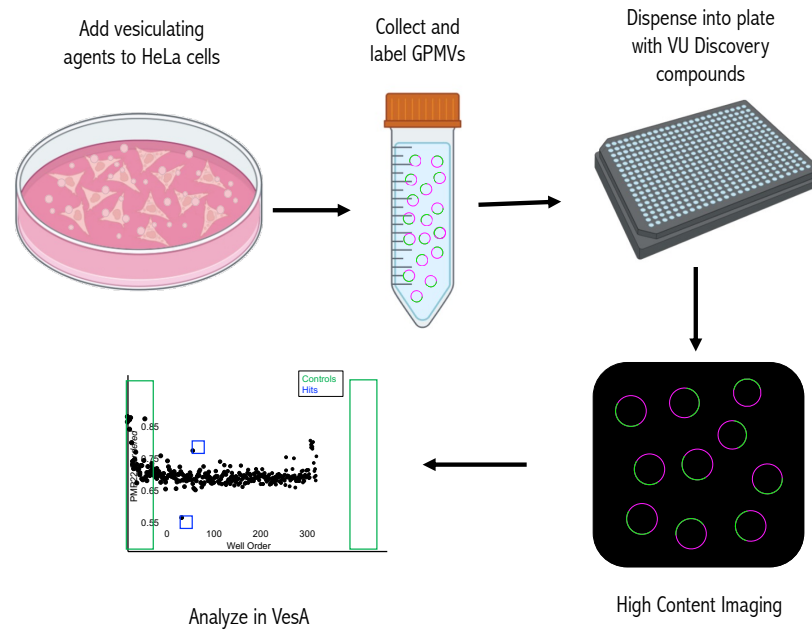 Add vesiculating
agents to HeLa cells
Collect and
label GPMVs
Dispense into plate
with VU Discovery
compounds
Controls
Hits
0.85
0.75
0.65
0.55
0 100 200 300
Well Order
Analyze in VesA
High Content Imaging